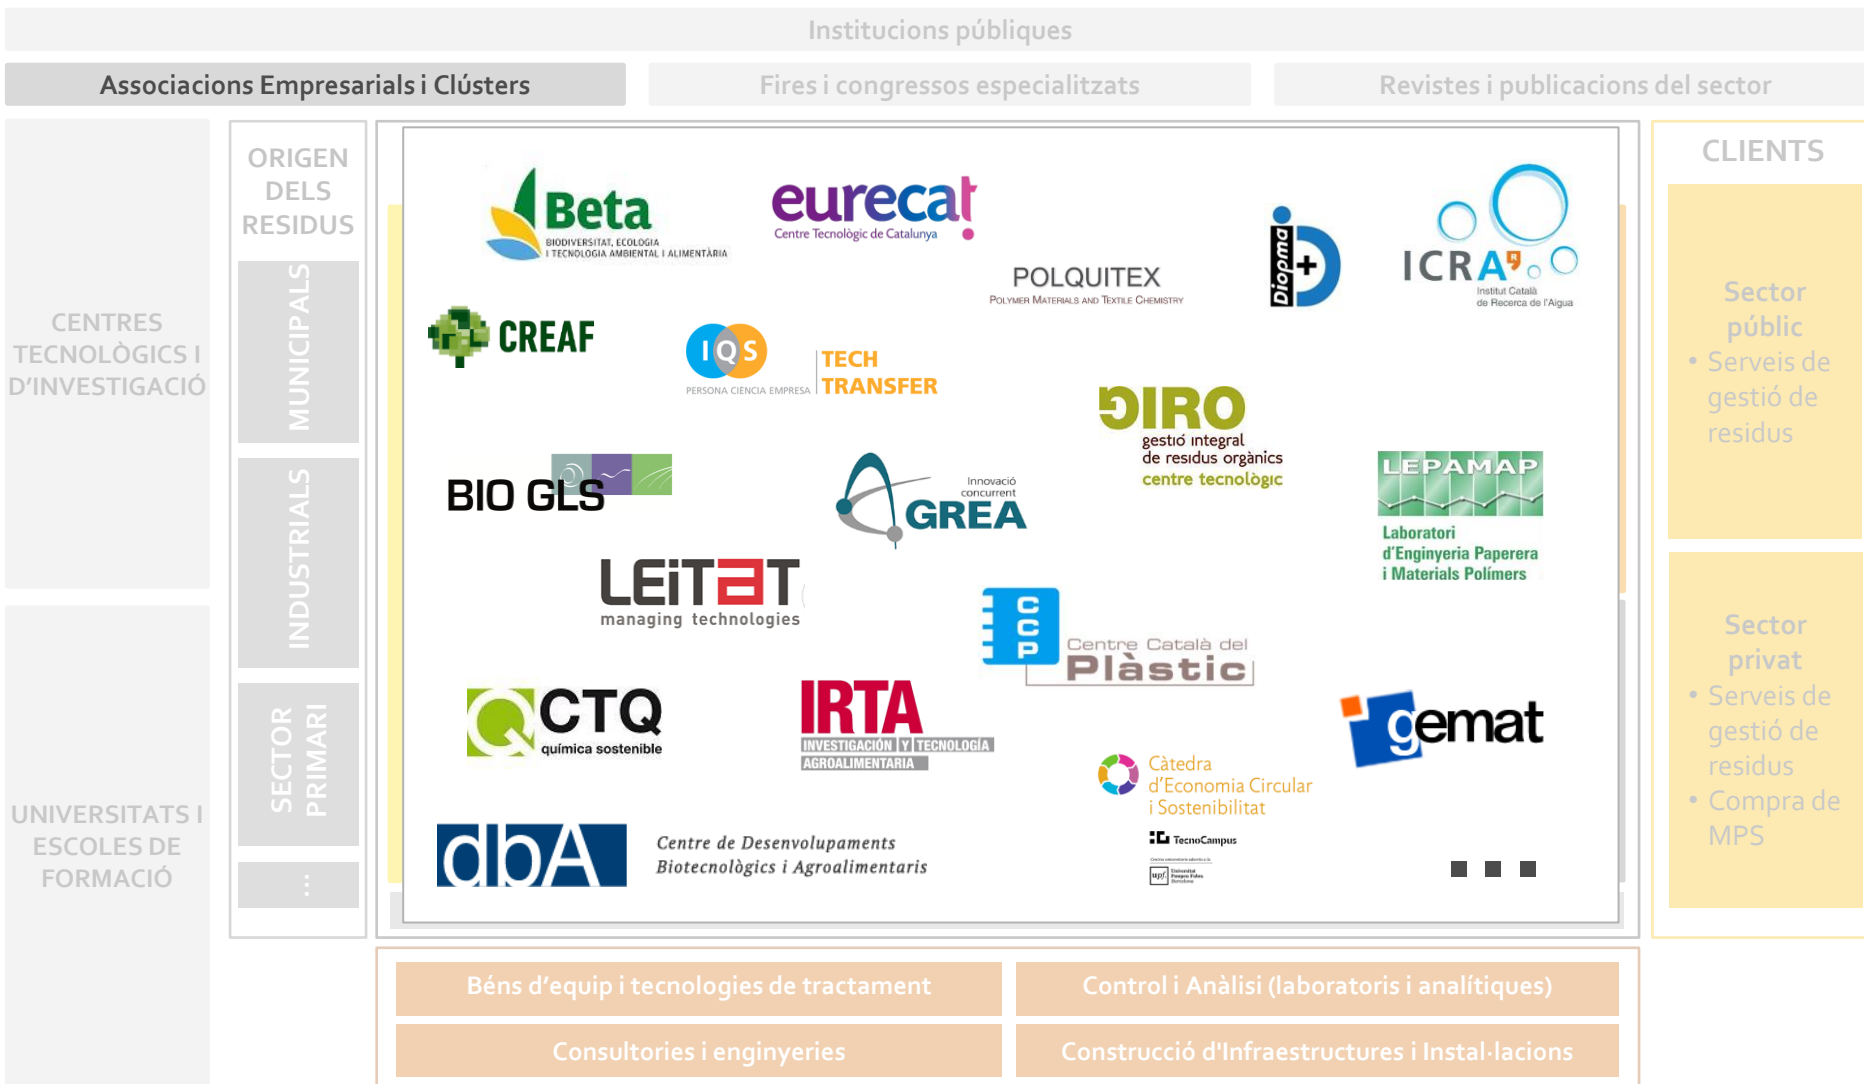 Institucions públiques
Associacions Empresarials i Clústers
Fires i congressos especialitzats
Revistes i publicacions del sector
CENTRES
TECNOLÒGICS I
D'INVESTIGACIÓ
UNIVERSITATS I
ESCOLES DE
FORMACIÓ
ORIGEN
DELS
RESIDUS
MUNICIPALS
INDUSTRIALS
SECTOR
PRIMARI
...
Beta
BIODIVERSITAT, ECOLOGIA
I TECNOLOGIA AMBIENTAL I ALIMENTÀRIA
eurecat
Centre Tecnològic de Catalunya
POLQUITEX
POLYMER MATERIALS AND TEXTILE CHEMISTRY
Diopma
ICRA
Institut Català
de Recerca de l'Aigua
CREAF
IQS
PERSONA CIÈNCIA EMPRESA
TECH
TRANSFER
GIRO
gestió integral
de residus orgànics
centre tecnològic
BIO GLS
Innovació
concurrent
GREA
LEPAMAP
Laboratori
d'Enginyeria Paperera
i Materials Polímers
LEiTAT
managing technologies
CCP
Centre Català del
Plàstic
CTQ
química sostenible
IRTA
INVESTIGACIÓN Y TECNOLOGÍA
AGROALIMENTARIA
gemat
Càtedra
d'Economia Circular
i Sostenibilitat
TecnoCampus
upf.
Universitat
Pompeu Fabra
Barcelona
dbA
Centre de Desenvolupaments
Biotecnològics i Agroalimentaris
CLIENTS
Sector
públic
• Serveis de
gestió de
residus
Sector
privat
• Serveis de
gestió de
residus
• Compra de
MPS
Béns d'equip i tecnologies de tractament
Control i Anàlisi (laboratoris i analítiques)
Consultories i enginyeries
Construcció d'Infraestructures i Instal·lacions